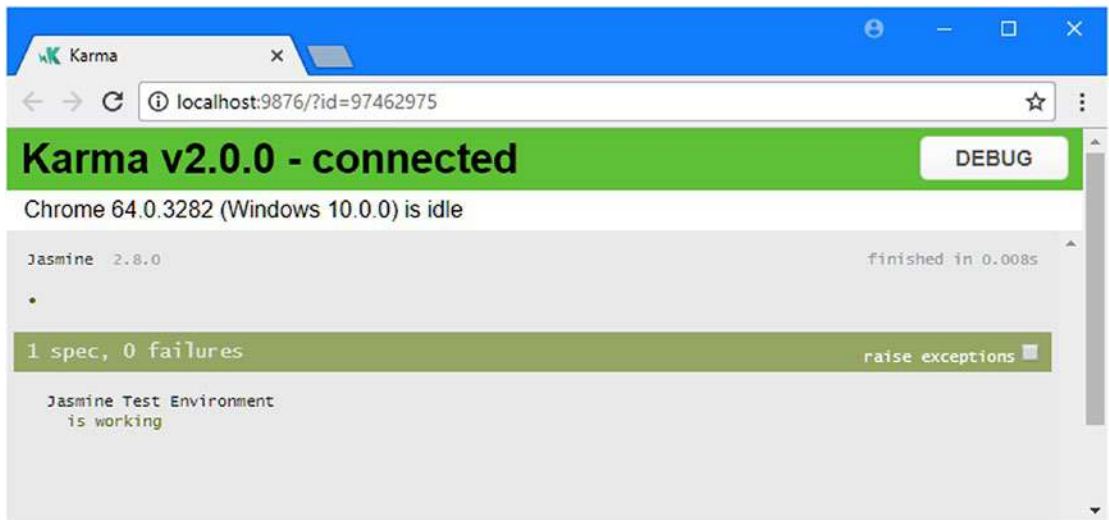 Karma
localhost:9876/?id=97462975
Karma v2.0.0 - connected
DEBUG
Chrome 64.0.3282 (Windows 10.0.0) is idle
Jasmine 2.8.0
finished in 0.008s
1 spec, 0 failures
raise exceptions
Jasmine Test Environment
is working